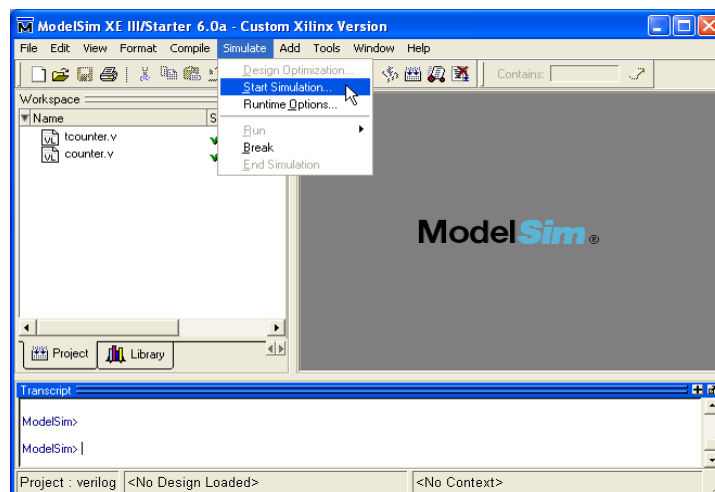 ModelSim XE III/Starter 6.0a - Custom Xilinx Version
File Edit View Format Compile Simulate Add Tools Window Help
Contains:
Design Optimization...
Start Simulation...
Runtime Options...
Run
Break
End Simulation
Workspace
Name S
tcounter.v
counter.v
ModelSim ®
Project Library
Transcript
ModelSim>
ModelSim>
Project : verilog <No Design Loaded> <No Context>